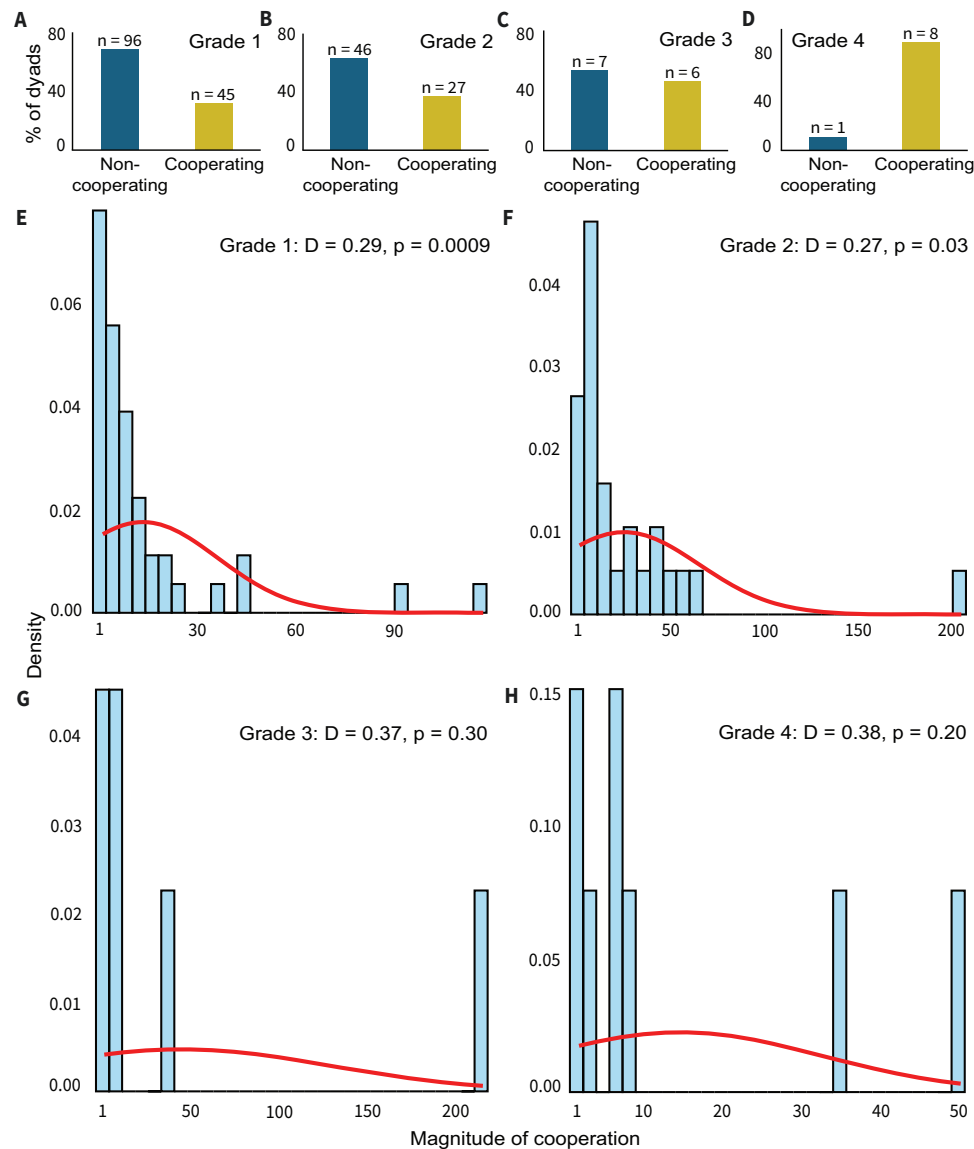 A
80
40
0
n = 96
n = 45
Grade 1
Non-
cooperating
Cooperating
B
80
40
0
n = 46
n = 27
Grade 2
Non-
cooperating
Cooperating
C
80
40
0
n = 7
n = 6
Grade 3
Non-
cooperating
Cooperating
D
80
40
0
n = 1
n = 8
Grade 4
Non-
cooperating
Cooperating
% of dyads
E
Grade 1: D = 0.29, p = 0.0009
0.06
0.04
0.02
0.00
1 30 60 90
F
Grade 2: D = 0.27, p = 0.03
0.04
0.03
0.02
0.01
0.00
1 50 100 150 200
Density
G
Grade 3: D = 0.37, p = 0.30
0.04
0.03
0.02
0.01
0.00
1 50 100 150 200
H
Grade 4: D = 0.38, p = 0.20
0.15
0.10
0.05
0.00
1 10 20 30 40 50
Magnitude of cooperation